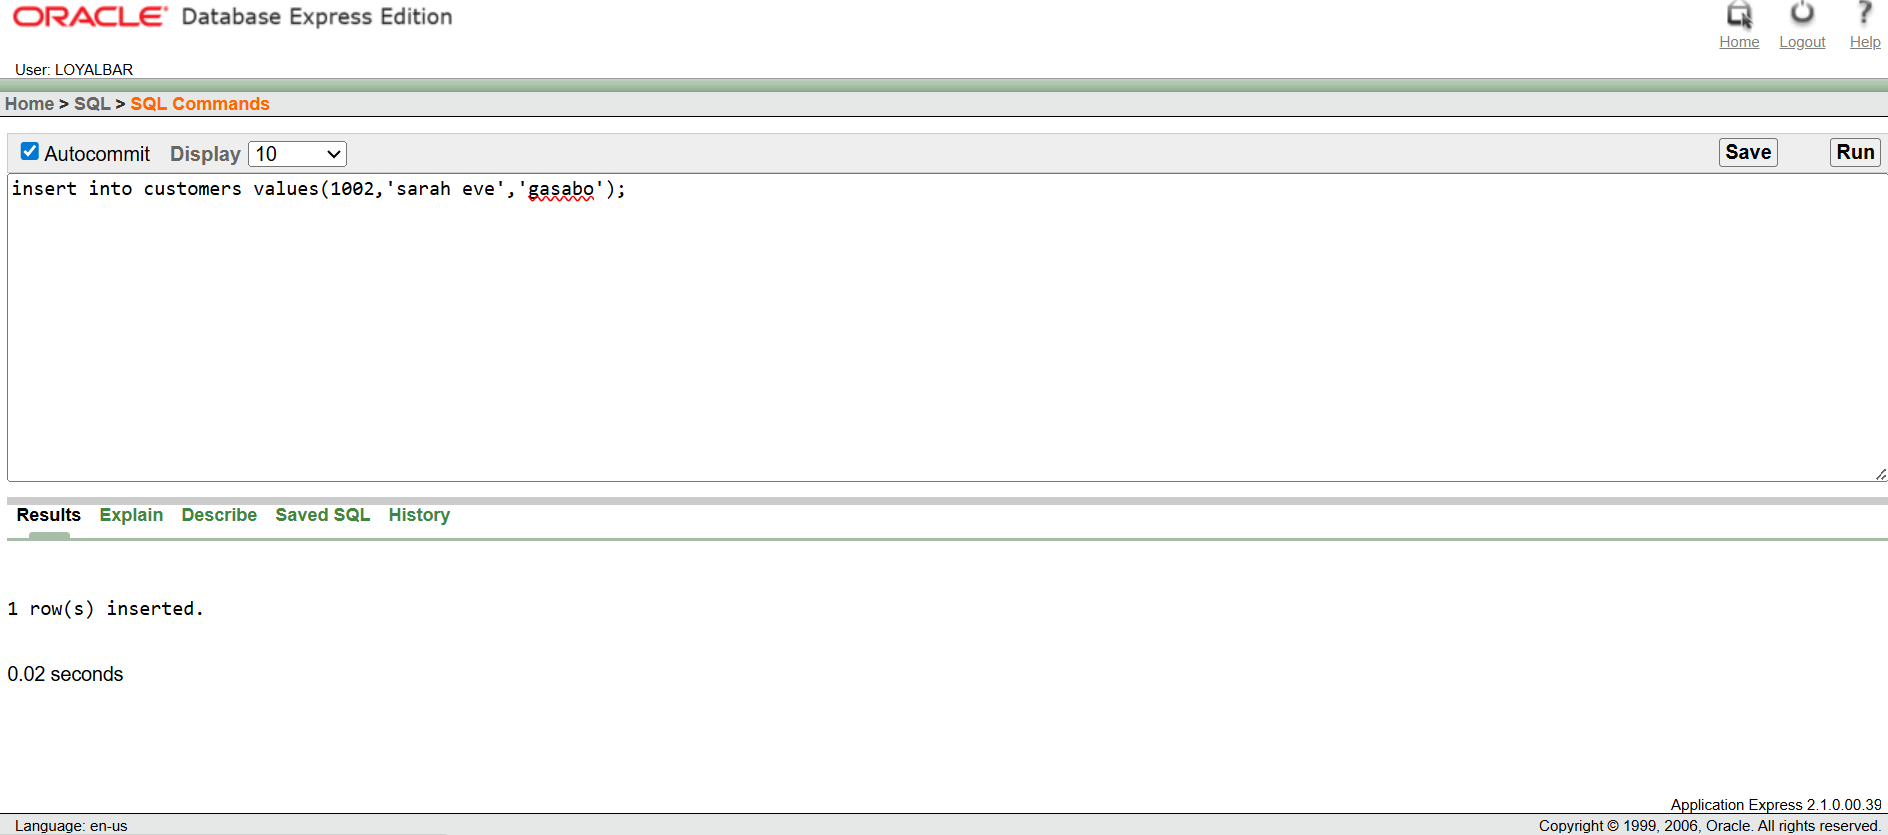 ORACLE® Database Express Edition
Home Logout Help
User: LOYALBAR
Home > SQL > SQL Commands
Autocommit Display 10
Save Run
insert into customers values(1002,'sarah eve','gasabo');
Results Explain Describe Saved SQL History
1 row(s) inserted.
0.02 seconds
Application Express 2.1.0.00.39
Language: en-us Copyright © 1999, 2006, Oracle. All rights reserved.